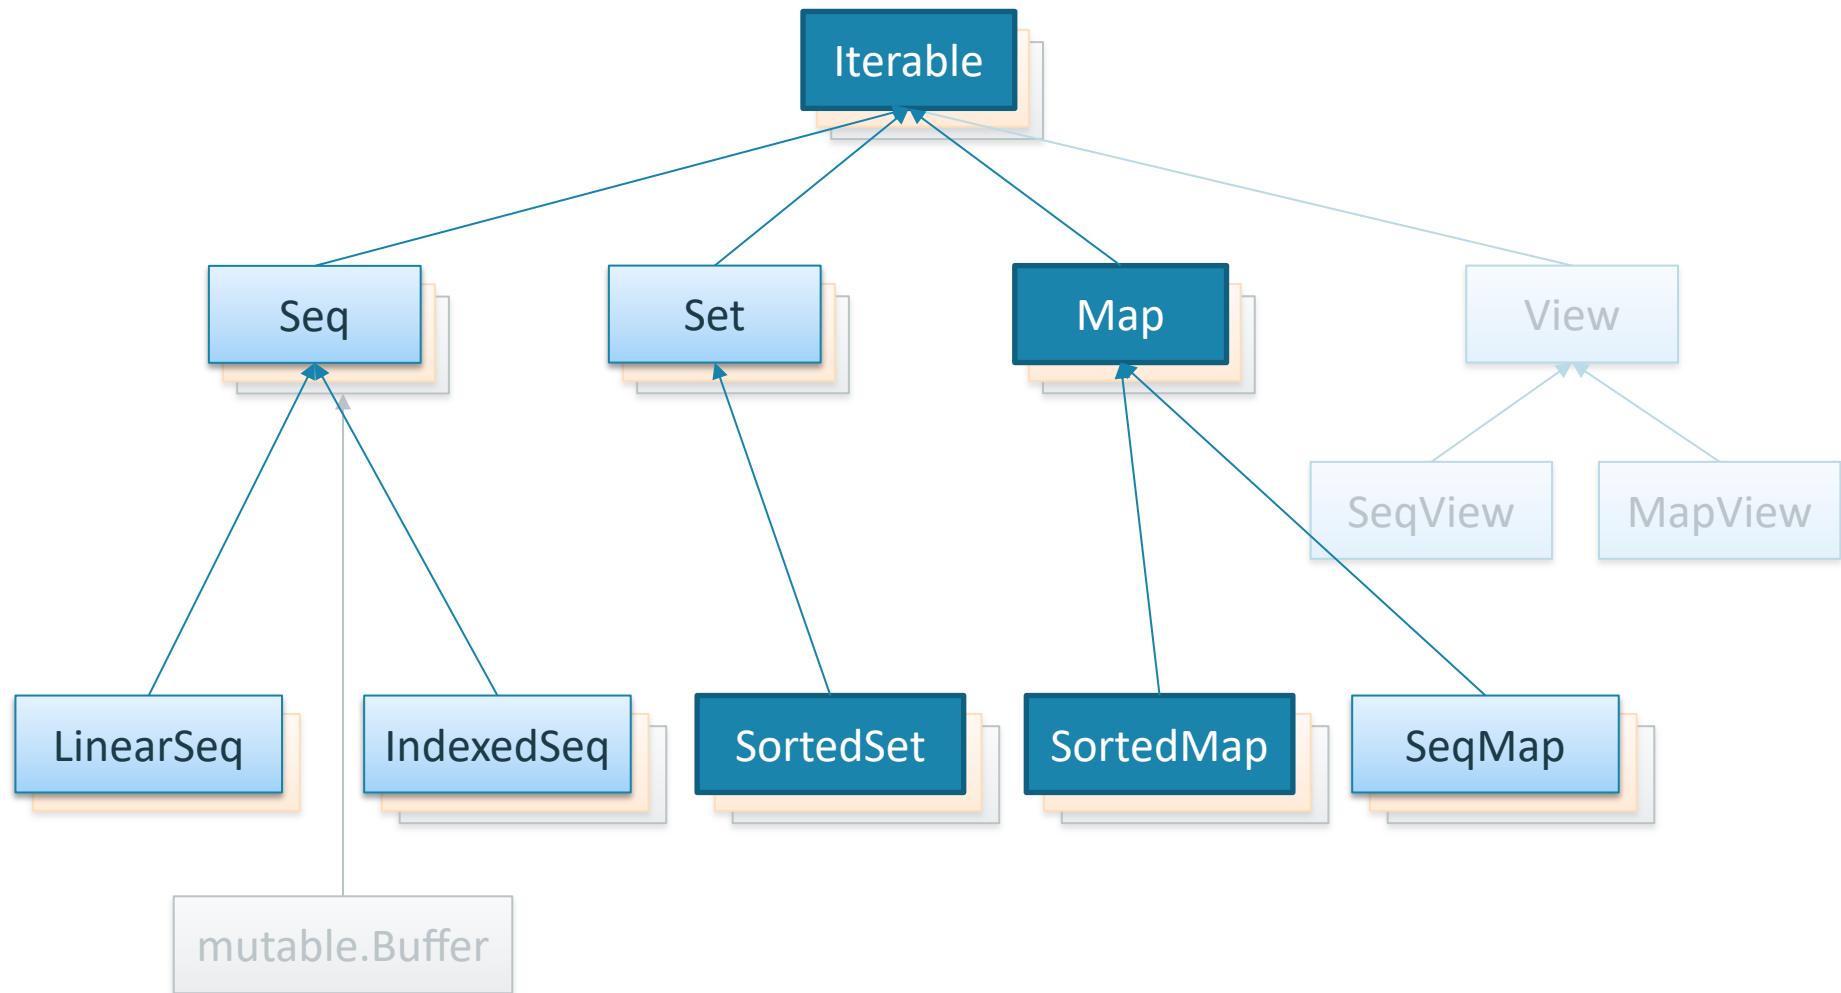 Iterable
Seq
Set
Map
View
SeqView
MapView
LinearSeq
IndexedSeq
SortedSet
SortedMap
SeqMap
mutable.Buffer